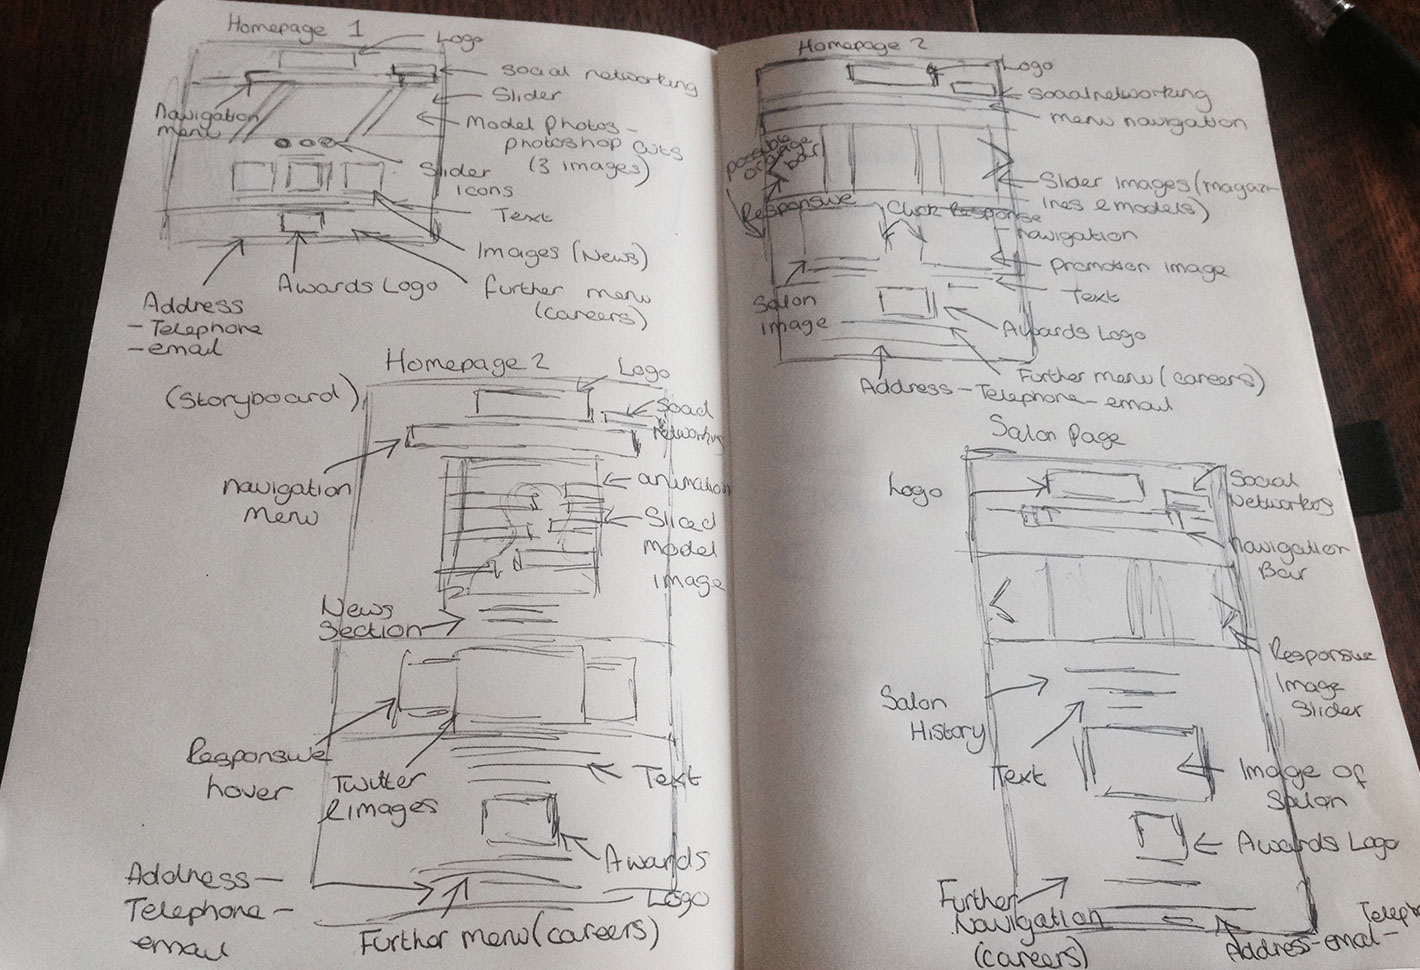 Homepage 1
Logo
Social networking
Slider
Navigation
menu
Model photos -
photoshop cuts
(3 images)
Slider
icons
Text
Images (News)
Awards Logo
further menu
(careers)
Address
- Telephone
- email
Homepage 2
(Storyboard)
Logo
Social
networking
navigation
menu
animation
Sliced
model
image
News
Section
Responsive
hover
Twitter
& images
Text
Awards
Logo
Address -
Telephone -
email
Further menu (careers)
Homepage 2
Logo
Social networking
menu navigation
possible
orange
bar
Slider Images (magaz-
ines & models)
Responsive
Click Response
- navigation
promotion image
Text
Salon
image
Awards Logo
Further menu (careers)
Address - Telephone - email
Salon Page
Logo
Social
Networking
navigation
Bar
Responsive
Image
Slider
Salon
History
Text
Image of
Salon
Awards Logo
Further
Navigation
(careers)
Address - email -